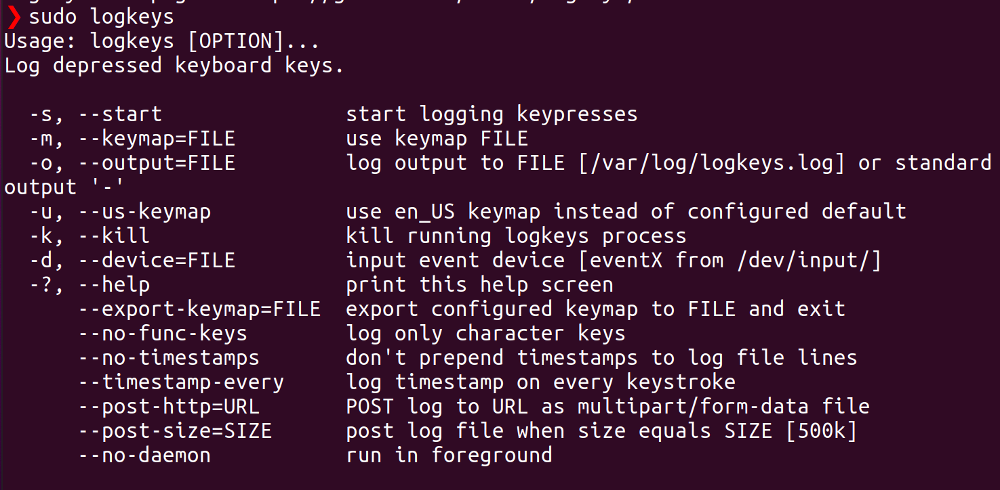 ❯ sudo logkeys
Usage: logkeys [OPTION]...
Log depressed keyboard keys.

  -s, --start               start logging keypresses
  -m, --keymap=FILE         use keymap FILE
  -o, --output=FILE         log output to FILE [/var/log/logkeys.log] or standard
output '-'
  -u, --us-keymap           use en_US keymap instead of configured default
  -k, --kill                kill running logkeys process
  -d, --device=FILE         input event device [eventX from /dev/input/]
  -?, --help                print this help screen
      --export-keymap=FILE  export configured keymap to FILE and exit
      --no-func-keys        log only character keys
      --no-timestamps       don't prepend timestamps to log file lines
      --timestamp-every     log timestamp on every keystroke
      --post-http=URL       POST log to URL as multipart/form-data file
      --post-size=SIZE      post log file when size equals SIZE [500k]
      --no-daemon           run in foreground